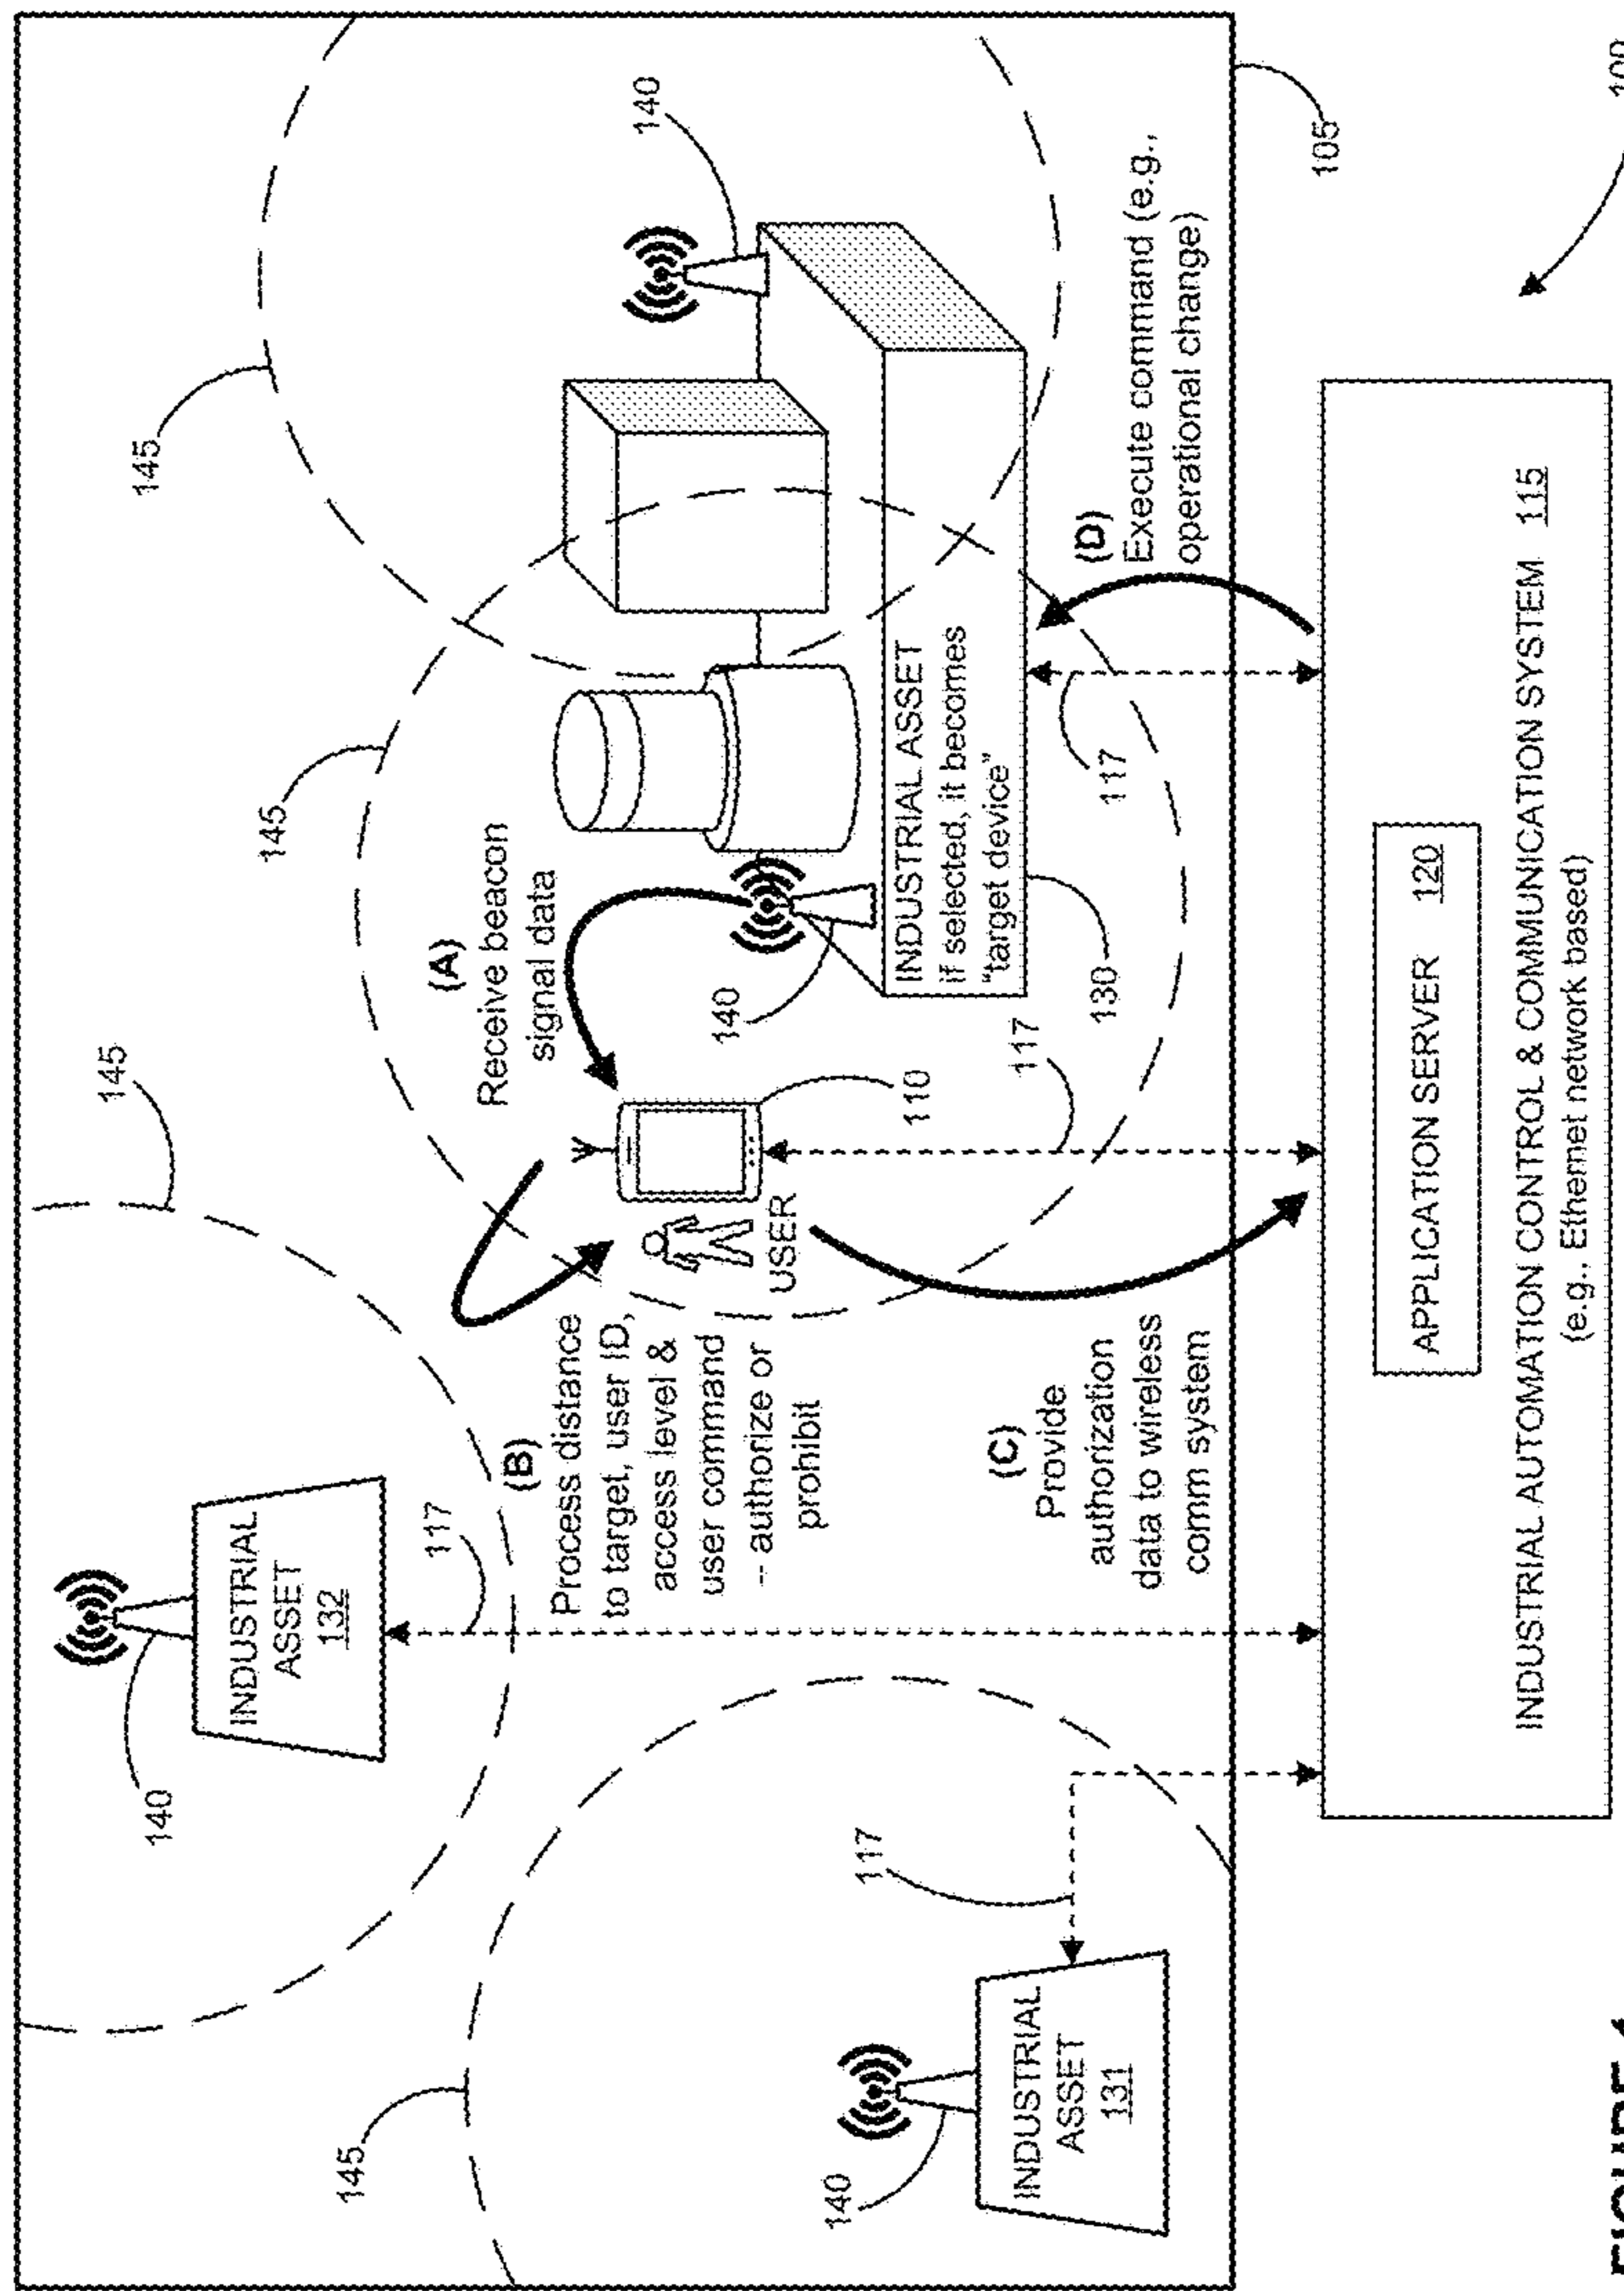 145
140
INDUSTRIAL
ASSET
132
117
145
145
145
140
(A)
Receive beacon
signal data
(B)
Process distance
to target, user ID,
access level &
user command
-- authorize or
prohibit
USER
110
140
INDUSTRIAL ASSET
if selected, it becomes
"target device"
130
140
INDUSTRIAL
ASSET
131
117
145
(C)
Provide
authorization
data to wireless
comm system
117
117
(D)
Execute command (e.g.,
operational change)
105
APPLICATION SERVER 120
INDUSTRIAL AUTOMATION CONTROL & COMMUNICATION SYSTEM 115
(e.g., Ethernet network based)
100
FIGURE 1